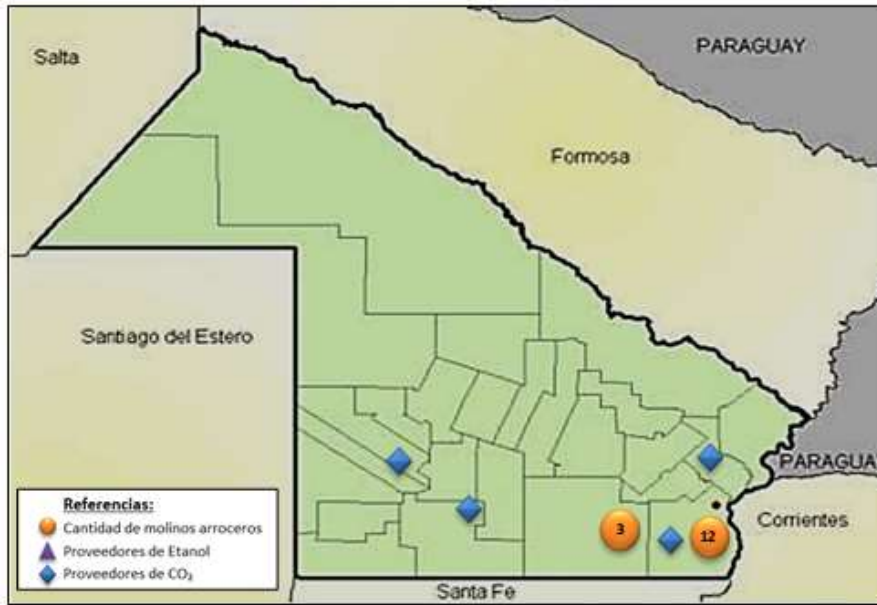 PARAGUAY
Salta
Formosa
Santiago del Estero
PARAGUA
Referencias:
Cantidad de molinos arroceros
Proveedores de Etanol
Proveedores de CO₂
3
12
Corrientes
Santa Fe